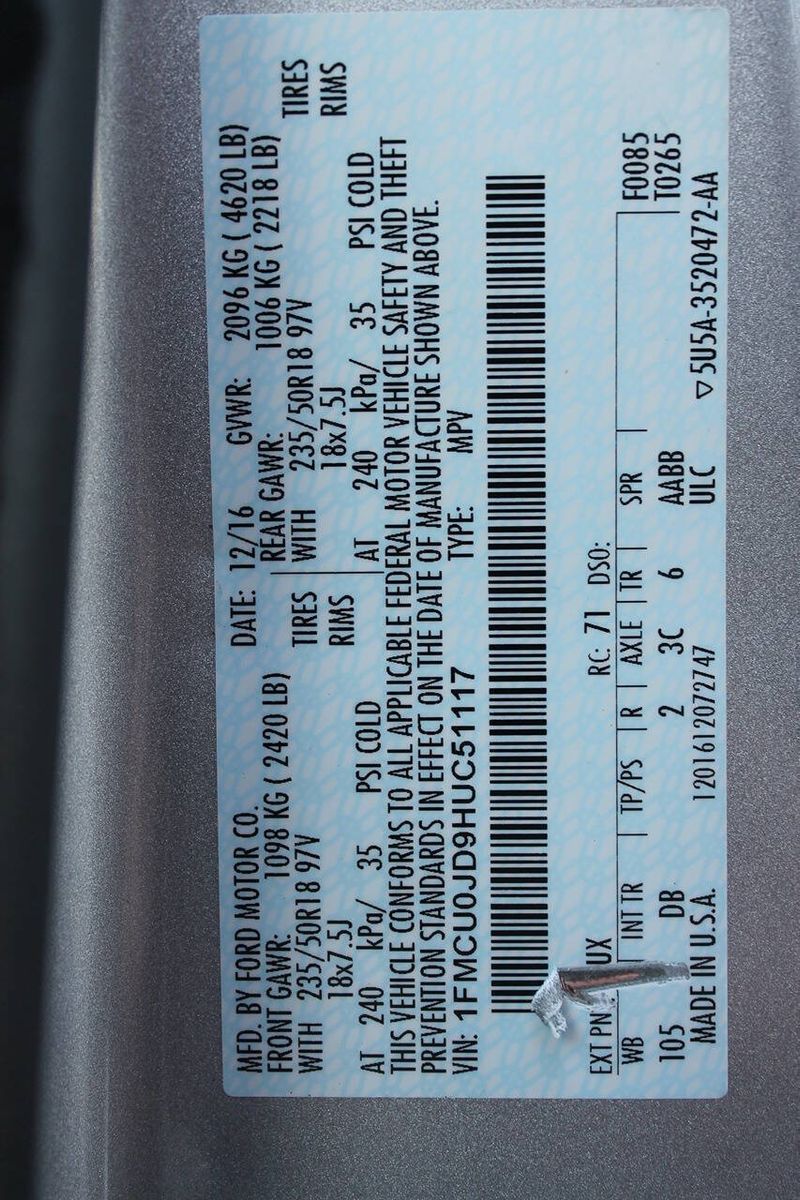 MFD. BY FORD MOTOR CO. DATE: 12/16 GVWR: 2096 KG ( 4620 LB)
FRONT GAWR: 1098 KG ( 2420 LB) REAR GAWR: 1006 KG ( 2218 LB)
WITH 235/50R18 97V TIRES WITH 235/50R18 97V TIRES
18x7.5J RIMS 18x7.5J RIMS
AT 240 kPa/ 35 PSI COLD AT 240 kPa/ 35 PSI COLD
THIS VEHICLE CONFORMS TO ALL APPLICABLE FEDERAL MOTOR VEHICLE SAFETY AND THEFT
PREVENTION STANDARDS IN EFFECT ON THE DATE OF MANUFACTURE SHOWN ABOVE.
VIN: 1FMCU0JD9HUC51117 TYPE: MPV
EXT PNT: UX RC: 71 DSO:
WB INT TR TP/PS R AXLE TR SPR F0085
105 DB 2 3C 6 AABB T0265
MADE IN U.S.A. 1201612072747 ULC ▽5U5A-3520472-AA